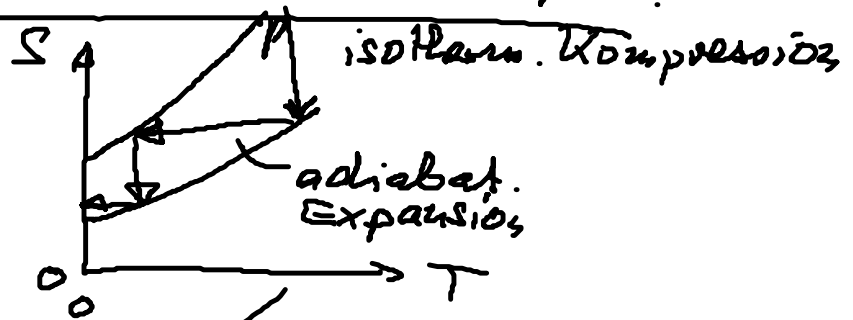 S
isotherm. Kompression
adiabat.
Expansion
0
T
0